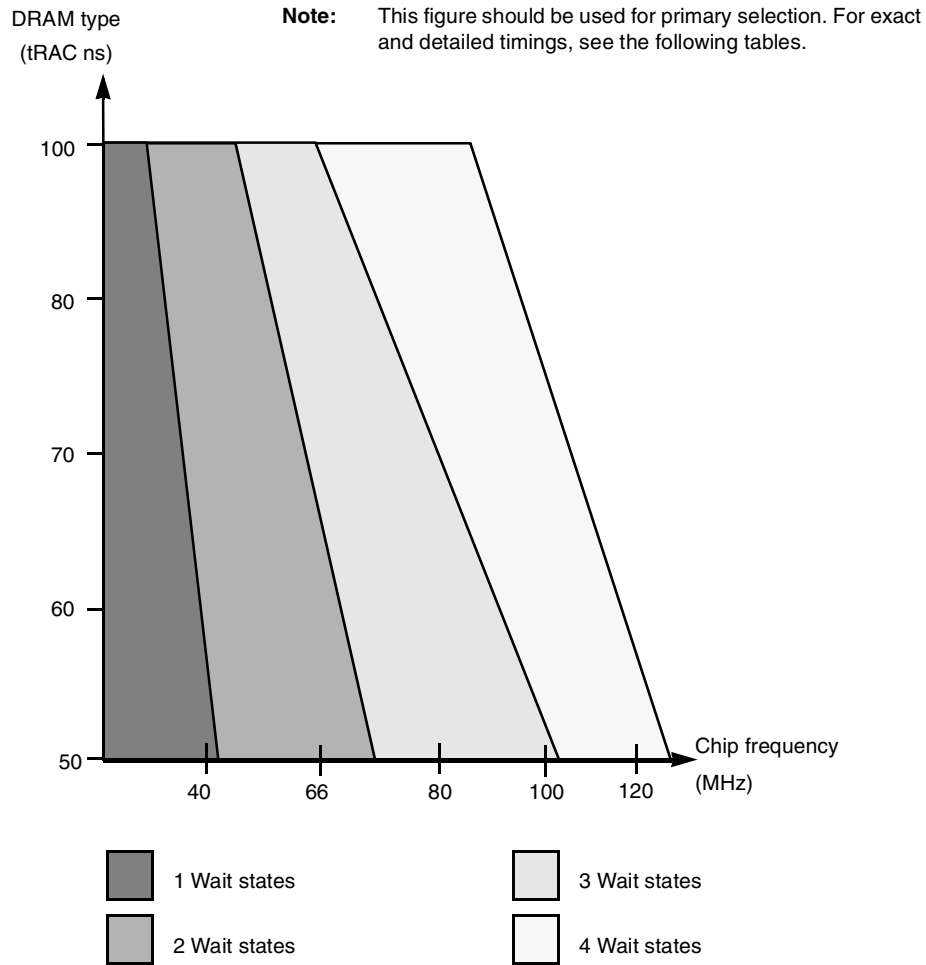 DRAM type
(tRAC ns)
Note: This figure should be used for primary selection. For exact
and detailed timings, see the following tables.
100
80
70
60
50
40 66 80 100 120
Chip frequency
(MHz)
1 Wait states
2 Wait states
3 Wait states
4 Wait states